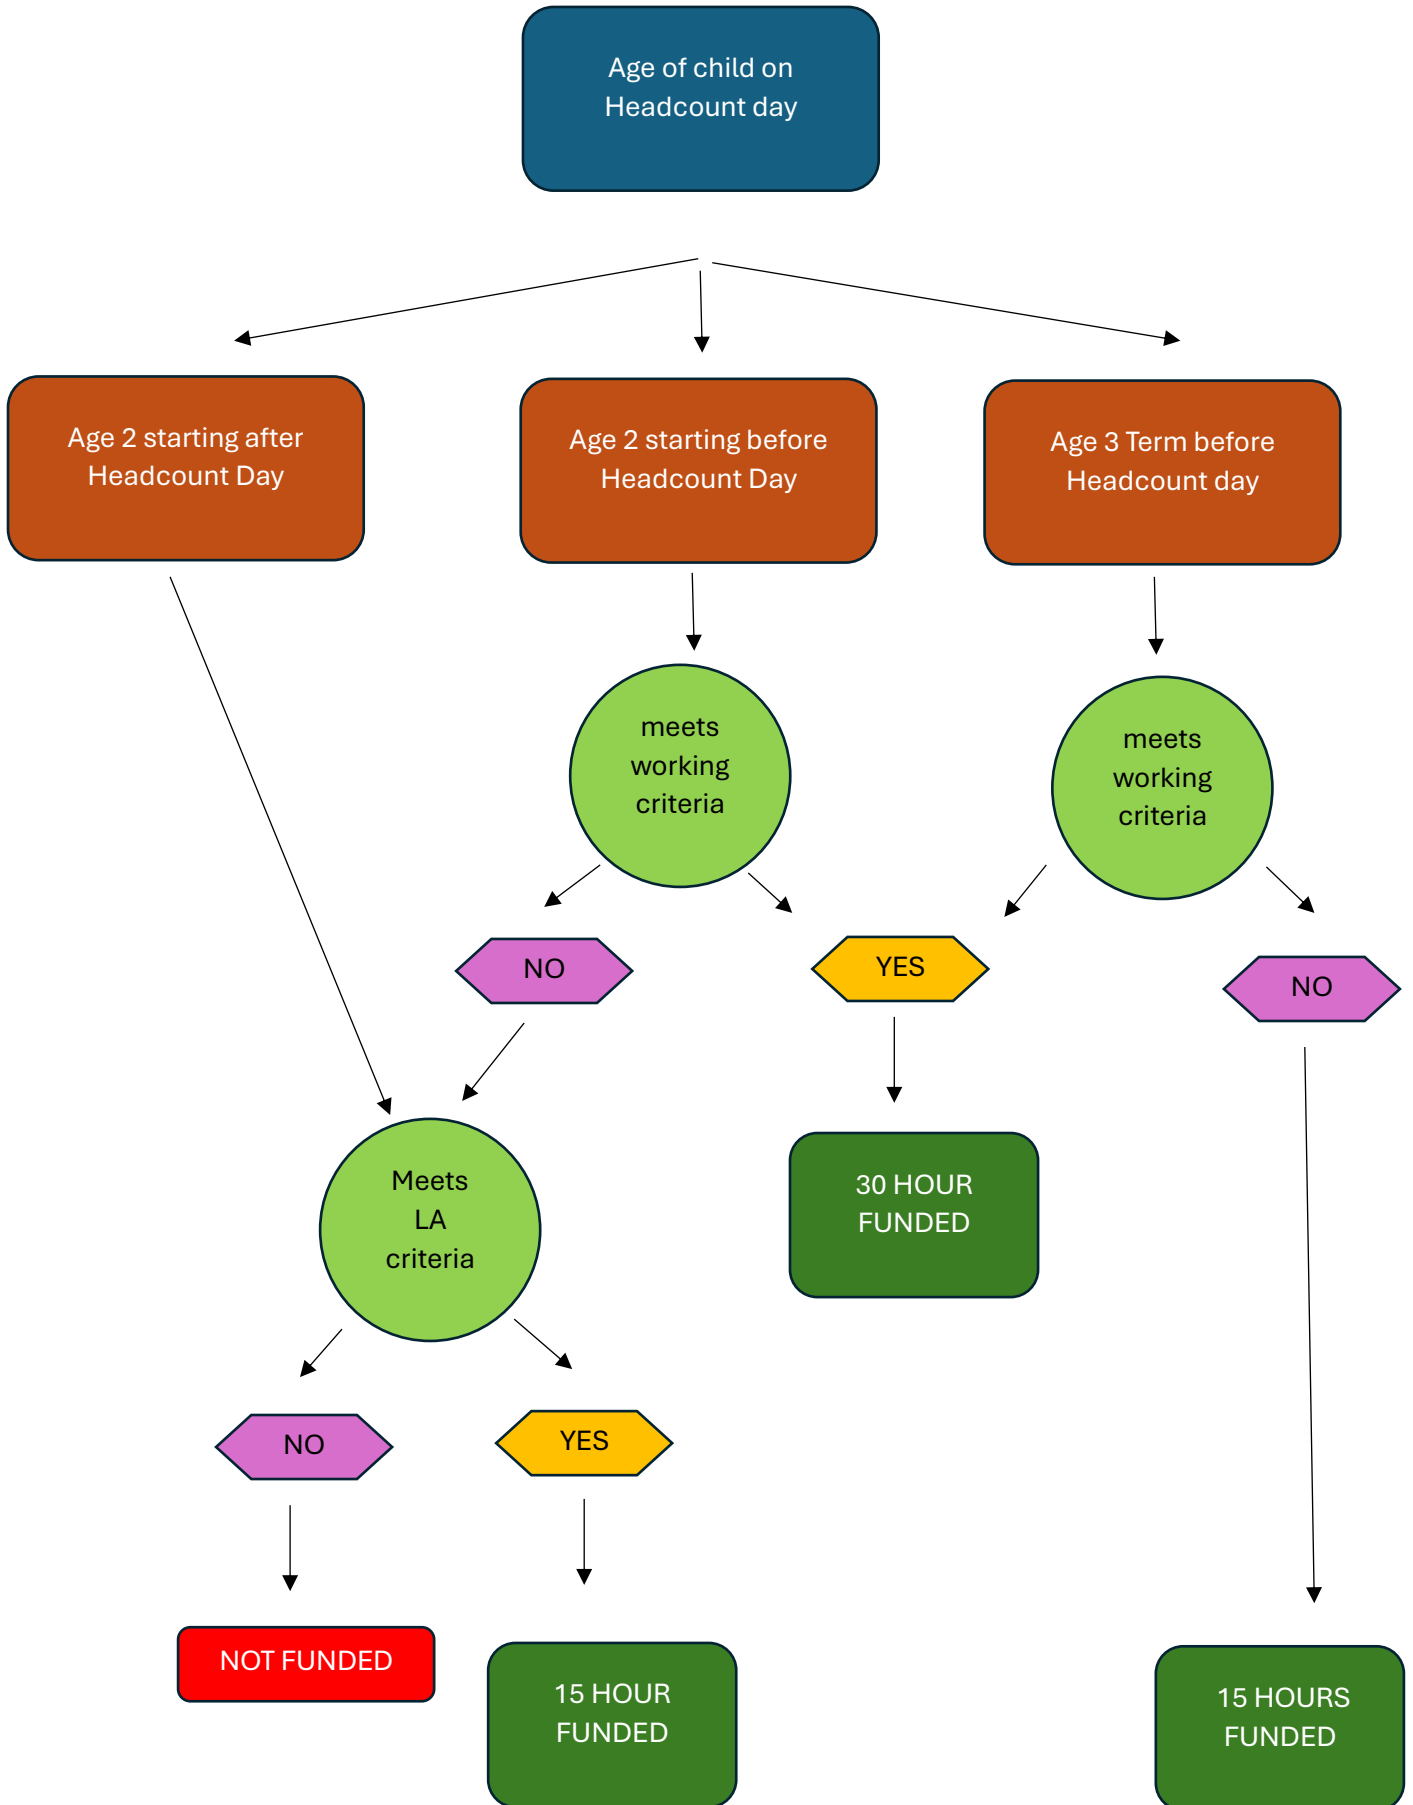 Age of child on
Headcount day
Age 2 starting after
Headcount Day
Age 2 starting before
Headcount Day
Age 3 Term before
Headcount day
meets
working
criteria
meets
working
criteria
NO
YES
NO
Meets
LA
criteria
30 HOUR
FUNDED
NO
YES
NOT FUNDED
15 HOUR
FUNDED
15 HOURS
FUNDED